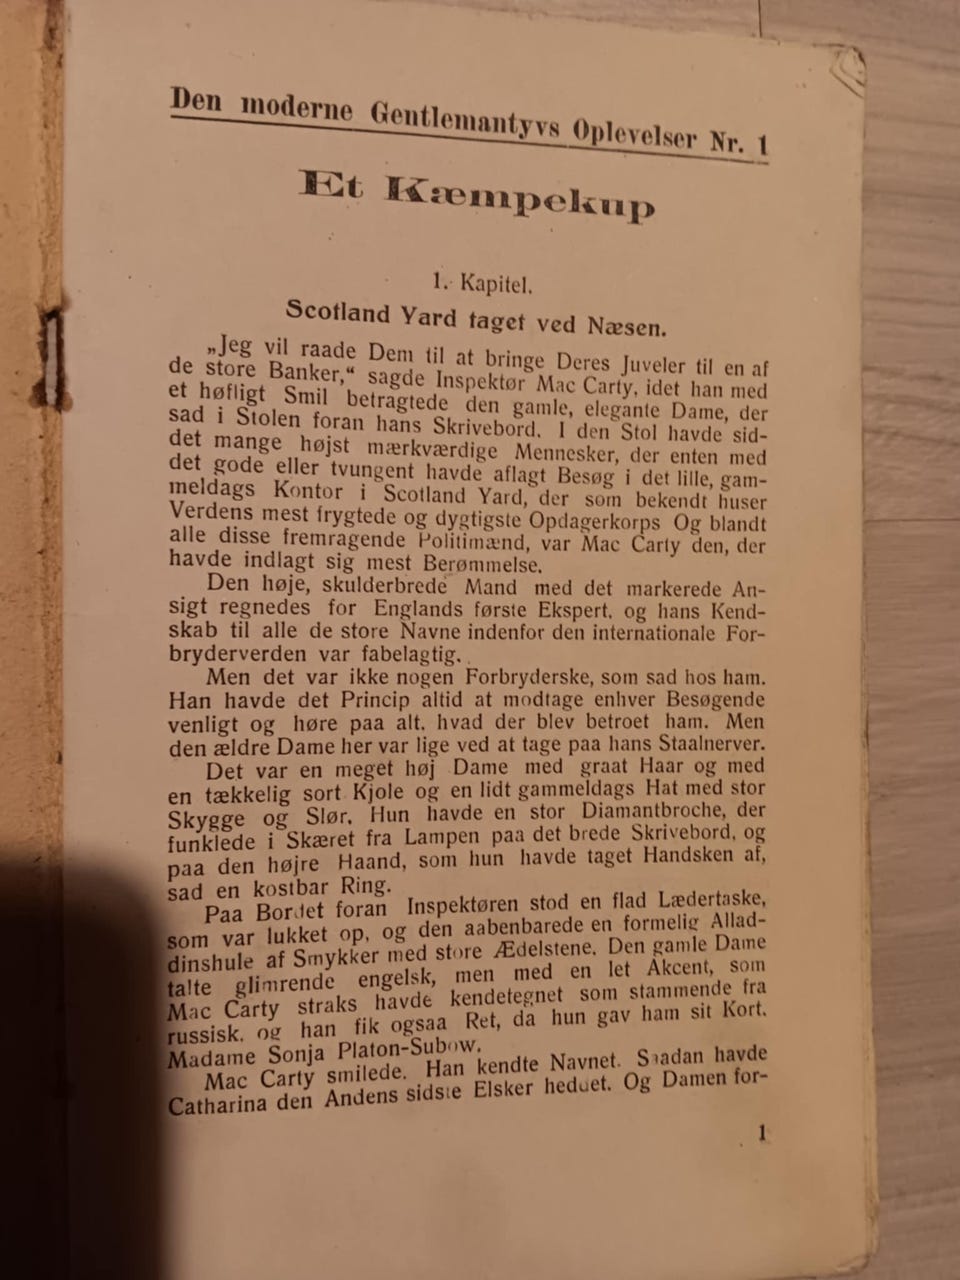 Den moderne Gentlemantyvs Oplevelser Nr. 1
Et Kæmpekup
1. Kapitel.
Scotland Yard taget ved Næsen.
„Jeg vil raade Dem til at bringe Deres Juveler til en af
de store Banker,“ sagde Inspektør Mac Carty, idet han med
et høfligt Smil betragtede den gamle, elegante Dame, der
sad i Stolen foran hans Skrivebord. I den Stol havde sid-
det mange højst mærkværdige Mennesker, der enten med
det gode eller tvungent havde aflagt Besøg i det lille, gam-
meldags Kontor i Scotland Yard, der som bekendt huser
Verdens mest frygtede og dygtigste Opdagerkorps Og blandt
alle disse fremragende Politimænd, var Mac Carty den, der
havde indlagt sig mest Berømmelse.
Den høje, skulderbrede Mand med det markerede An-
sigt regnedes for Englands første Ekspert, og hans Kend-
skab til alle de store Navne indenfor den internationale For-
bryderverden var fabelagtig.
Men det var ikke nogen Forbryderske, som sad hos ham.
Han havde det Princip altid at modtage enhver Besøgende
venligt og høre paa alt, hvad der blev betroet ham. Men
den ældre Dame her var lige ved at tage paa hans Staalnerver.
Det var en meget høj Dame med graat Haar og med
en tækkelig sort Kjole og en lidt gammeldags Hat med stor
Skygge og Slør. Hun havde en stor Diamantbroche, der
funklede i Skæret fra Lampen paa det brede Skrivebord, og
paa den højre Haand, som hun havde taget Handsken af,
sad en kostbar Ring.
Paa Bordet foran Inspektøren stod en flad Lædertaske,
som var lukket op, og den aabenbarede en formelig Allad-
dinshule af Smykker med store Ædelstene. Den gamle Dame
talte glimrende engelsk, men med en let Akcent, som
Mac Carty straks havde kendetegnet som stammende fra
russisk, og han fik ogsaa Ret, da hun gav ham sit Kort.
Madame Sonja Platon-Subow.
Mac Carty smilede. Han kendte Navnet. Saadan havde
Catharina den Andens sidste Elsker heddet. Og Damen for-
1